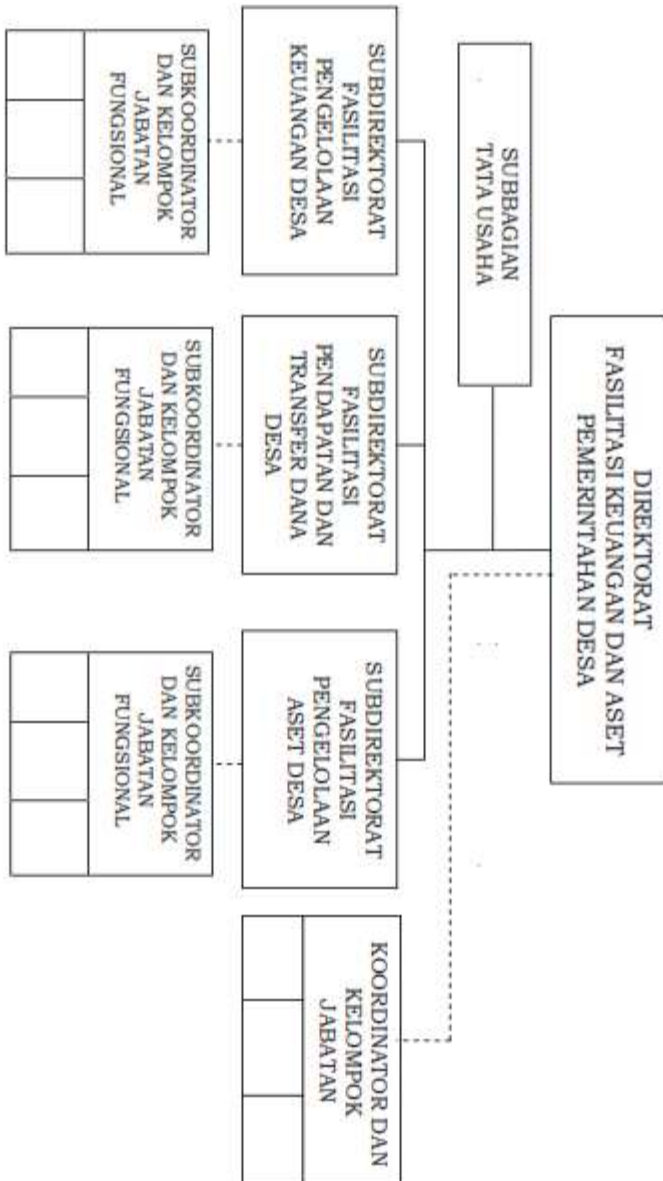 DIREKTORAT
FASILITASI KEUANGAN DAN ASET
PEMERINTAHAN DESA
SUBBAGIAN
TATA USAHA
SUBDIREKTORAT
FASILITASI
PENGELOLAAN
KEUANGAN DESA
SUBDIREKTORAT
FASILITASI
PENDAPATAN DAN
TRANSFER DANA
DESA
SUBDIREKTORAT
FASILITASI
PENGELOLAAN
ASET DESA
KOORDINATOR DAN
KELOMPOK
JABATAN
SUBKOORDINATOR
DAN KELOMPOK
JABATAN
FUNGSIONAL
SUBKOORDINATOR
DAN KELOMPOK
JABATAN
FUNGSIONAL
SUBKOORDINATOR
DAN KELOMPOK
JABATAN
FUNGSIONAL